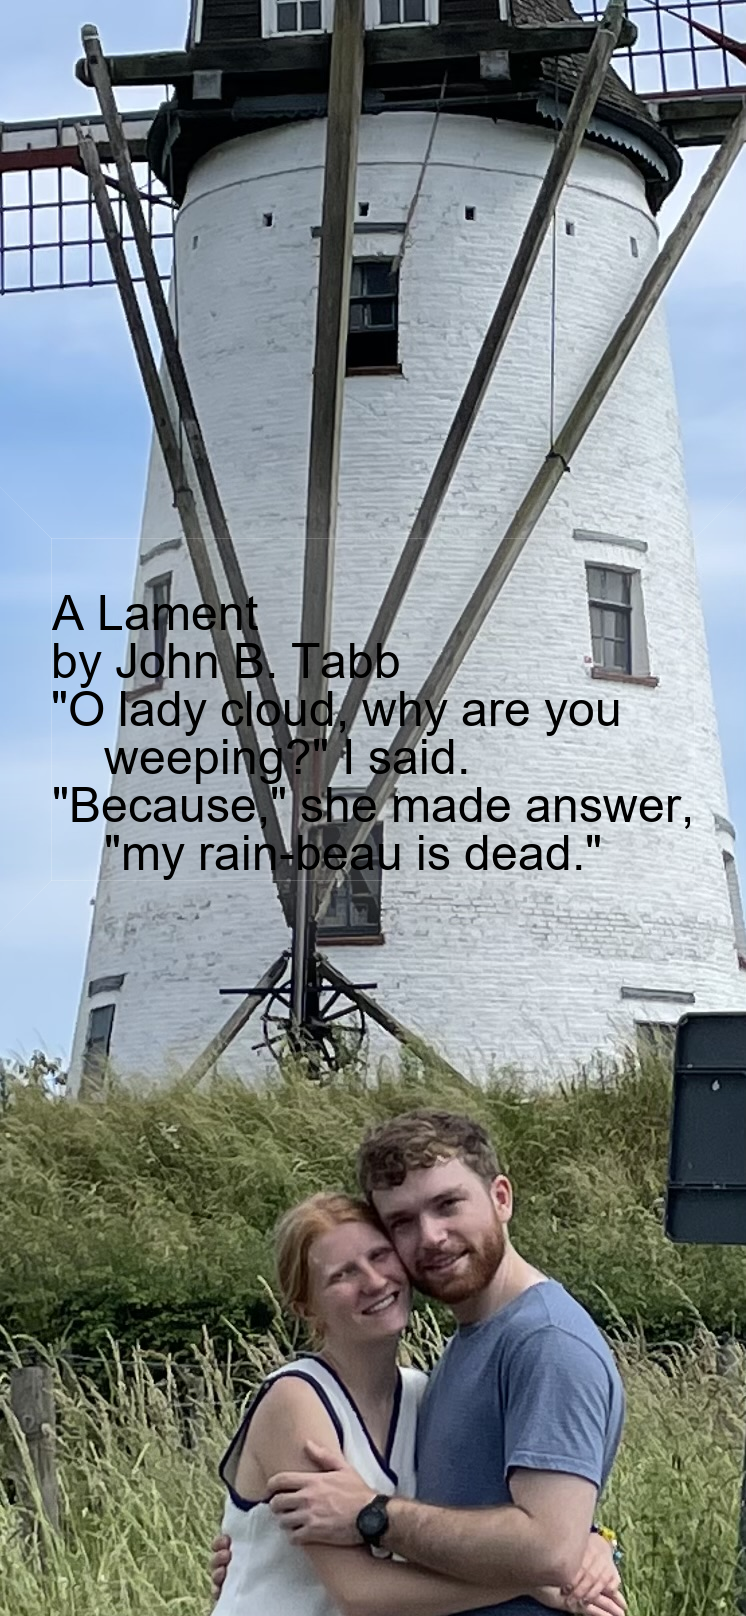 A Lament
by John B. Tabb
"O lady cloud, why are you
weeping?" I said.
"Because," she made answer,
"my rain-beau is dead."